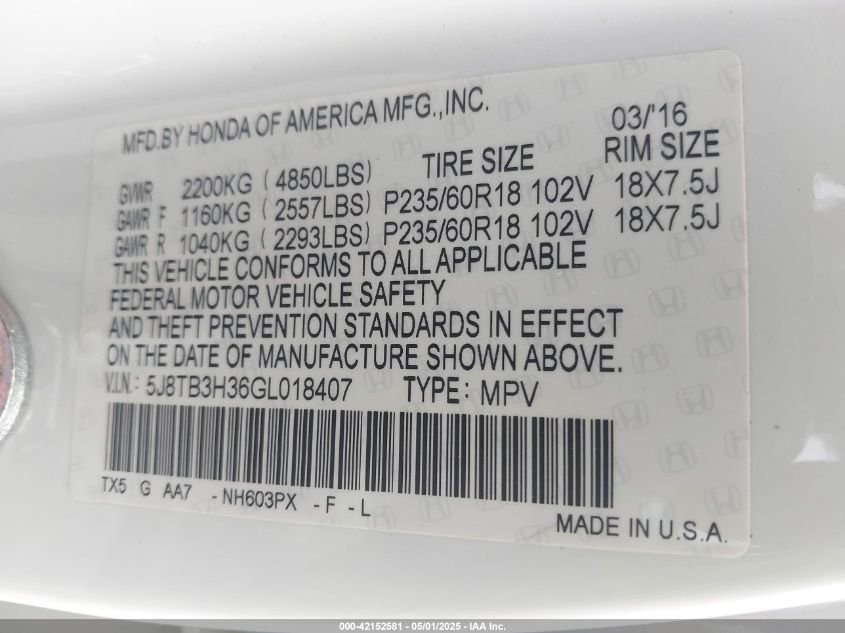 MFD.BY HONDA OF AMERICA MFG.,INC.
03/'16
TIRE SIZE RIM SIZE
GVWR 2200KG ( 4850LBS)
GAWR F 1160KG ( 2557LBS) P235/60R18 102V 18X7.5J
GAWR R 1040KG ( 2293LBS) P235/60R18 102V 18X7.5J
THIS VEHICLE CONFORMS TO ALL APPLICABLE
FEDERAL MOTOR VEHICLE SAFETY
AND THEFT PREVENTION STANDARDS IN EFFECT
ON THE DATE OF MANUFACTURE SHOWN ABOVE.
V.I.N.: 5J8TB3H36GL018407 TYPE: MPV
TX5 G AA7 -NH603PX -F -L
MADE IN U.S.A.
000-42152581 - 05/01/2025 - IAA Inc.